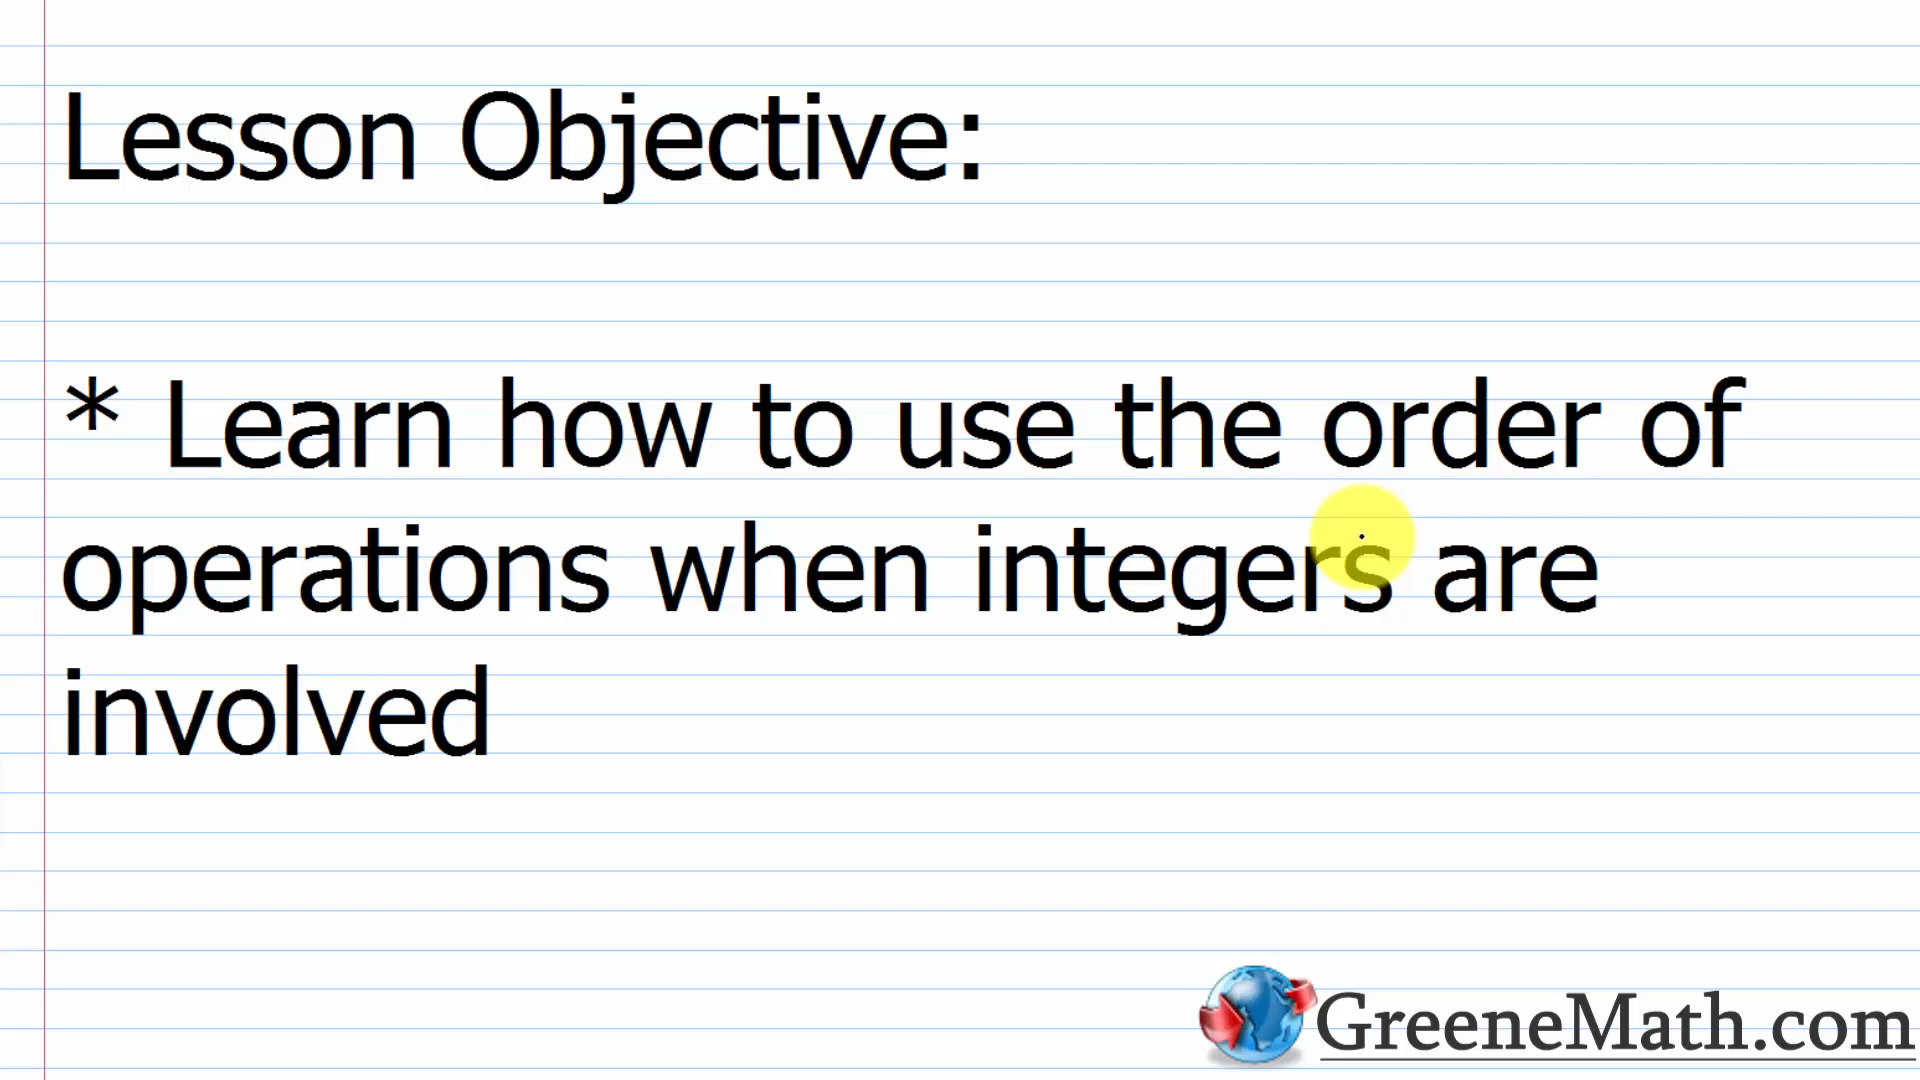 Lesson Objective:
* Learn how to use the order of
operations when integers are
involved
GreeneMath.com